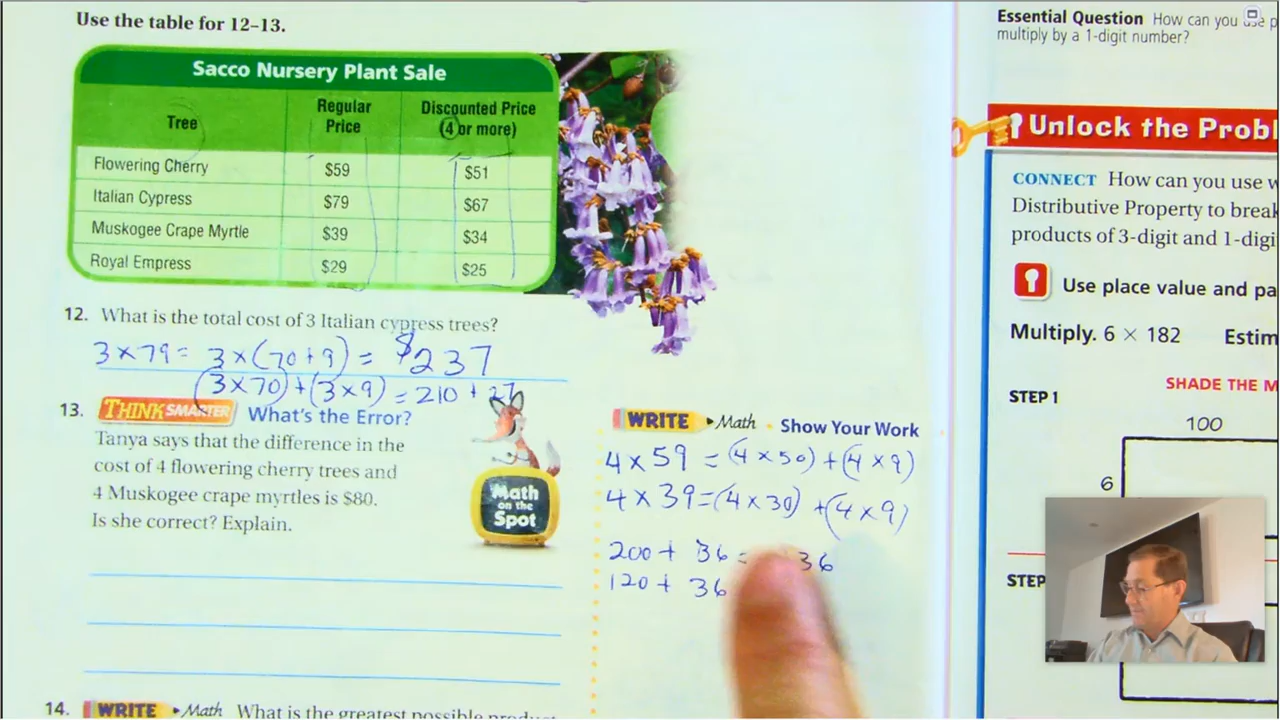 Use the table for 12–13.
Sacco Nursery Plant Sale
Tree
Regular Price
Discounted Price (4 or more)
Flowering Cherry $59 $51
Italian Cypress $79 $67
Muskogee Crape Myrtle $39 $34
Royal Empress $29 $25
12. What is the total cost of 3 Italian cypress trees?
3×79= 3×(70+9) = $237
(3×70)+(3×9) = 210 + 27
13. THINK SMARTER What's the Error?
Tanya says that the difference in the
cost of 4 flowering cherry trees and
4 Muskogee crape myrtles is $80.
Is she correct? Explain.
Math
on the
Spot
WRITE Math Show Your Work
4×59 =(4×50)+(4×9)
4×39=(4×30) +(4×9)
200+ 36 = 36
120+ 36
14. WRITE Math What is the greatest possible product
Essential Question How can you use p
multiply by a 1-digit number?
Unlock the Probl
CONNECT How can you use
Distributive Property to break
products of 3-digit and 1-digi
Use place value and pa
Multiply. 6 × 182 Estim
SHADE THE M
STEP 1
100
6
STEP